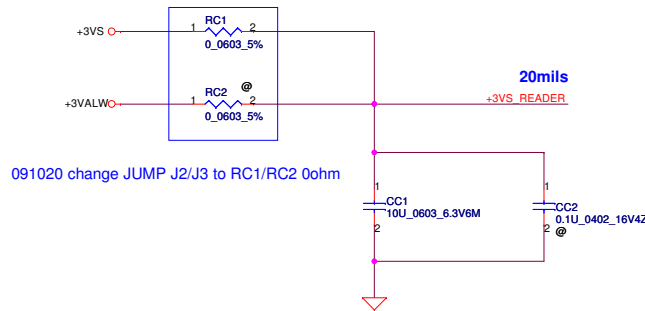 RC1
+3VS 1 2
0_0603_5%
@
20mils
RC2
+3VALW 1 2 +3VS_READER
0_0603_5%
091020 change JUMP J2/J3 to RC1/RC2 0ohm
1 1
CC1 CC2
10U_0603_6.3V6M 0.1U_0402_16V4Z
2 2
@